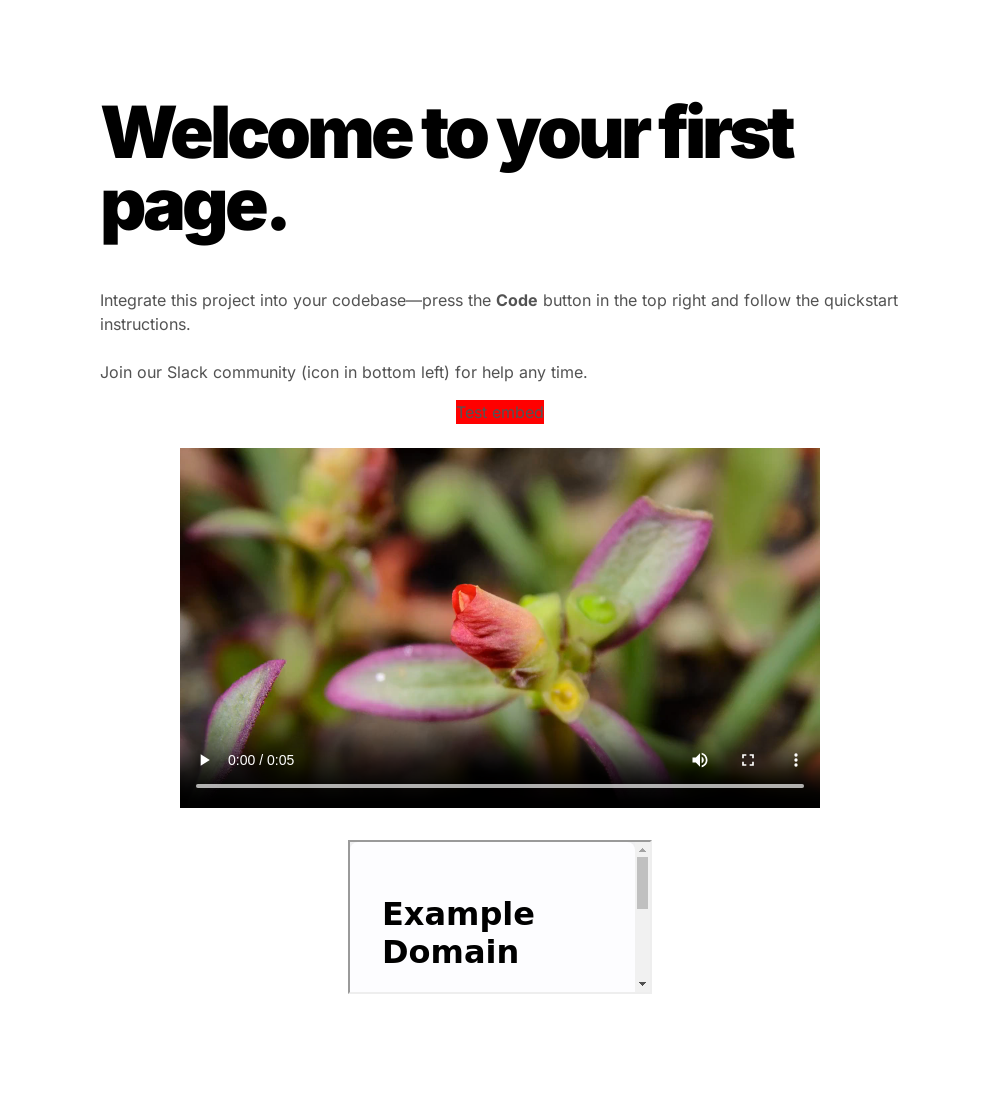 Welcome to your first
page.
Integrate this project into your codebase—press the Code button in the top right and follow the quickstart
instructions.
Join our Slack community (icon in bottom left) for help any time.
Test embed
0:00 / 0:05
Example
Domain